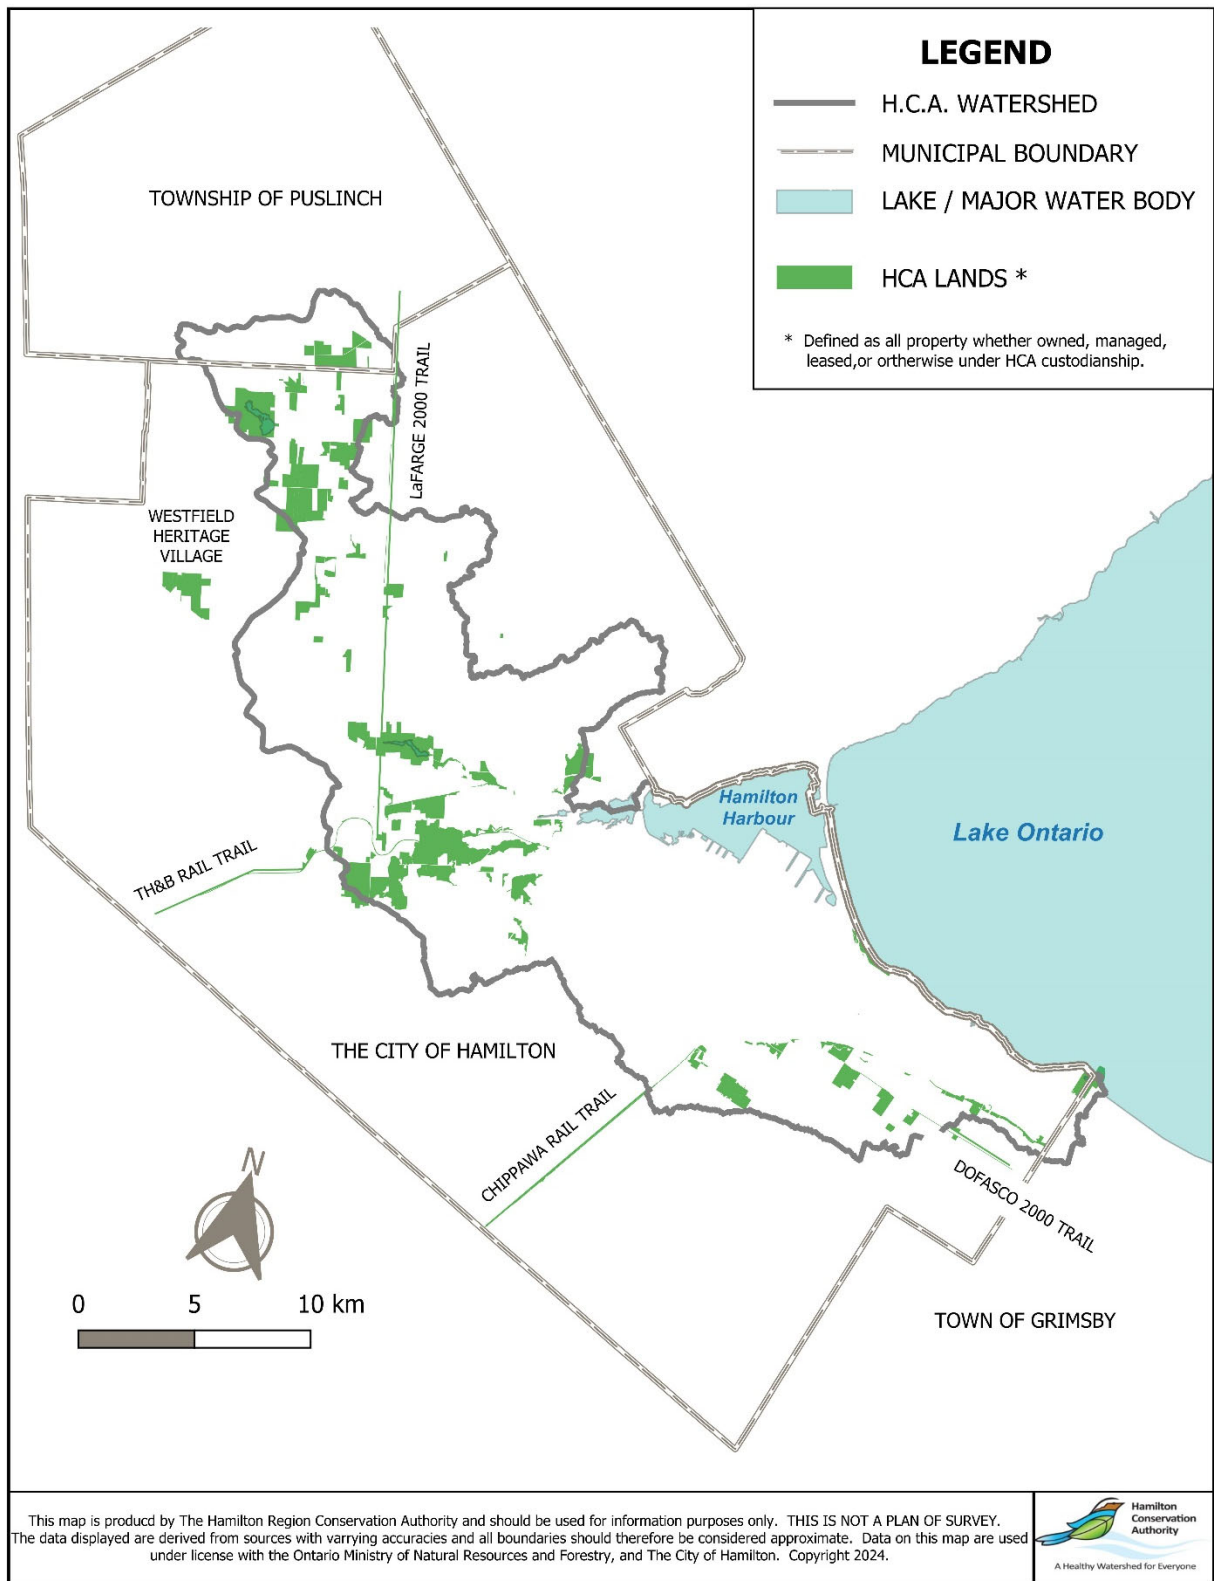 LEGEND
H.C.A. WATERSHED
MUNICIPAL BOUNDARY
LAKE / MAJOR WATER BODY
HCA LANDS *
* Defined as all property whether owned, managed,
leased,or ortherwise under HCA custodianship.
TOWNSHIP OF PUSLINCH
LaFARGE 2000 TRAIL
WESTFIELD
HERITAGE
VILLAGE
Hamilton
Harbour
Lake Ontario
TH&B RAIL TRAIL
THE CITY OF HAMILTON
CHIPPAWA RAIL TRAIL
DOFASCO 2000 TRAIL
N
0 5 10 km
TOWN OF GRIMSBY
This map is producd by The Hamilton Region Conservation Authority and should be used for information purposes only. THIS IS NOT A PLAN OF SURVEY.
The data displayed are derived from sources with varrying accuracies and all boundaries should therefore be considered approximate. Data on this map are used
under license with the Ontario Ministry of Natural Resources and Forestry, and The City of Hamilton. Copyright 2024.
Hamilton
Conservation
Authority
A Healthy Watershed for Everyone